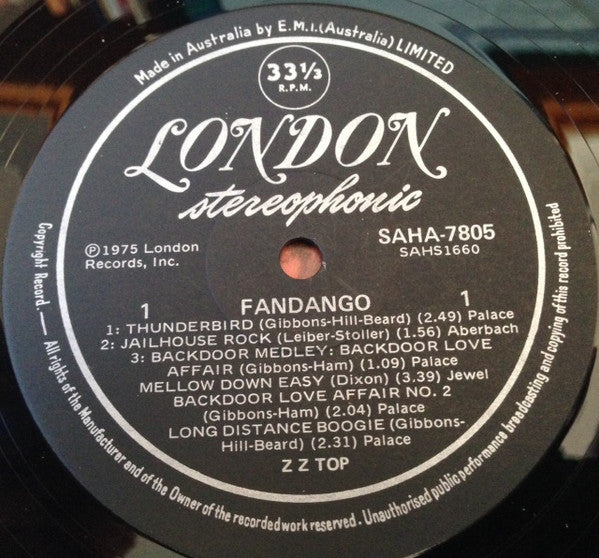 Made in Australia by E.M.I.(Australia) LIMITED
33⅓
R.P.M.
LONDON
stereophonic
℗1975 London
Records, Inc.
SAHA-7805
SAHS1660
1 FANDANGO 1
1: THUNDERBIRD (Gibbons-Hill-Beard) (2.49) Palace
2: JAILHOUSE ROCK (Leiber-Stoller) (1.56) Aberbach
3: BACKDOOR MEDLEY: BACKDOOR LOVE
AFFAIR (Gibbons-Ham) (1.09) Palace
MELLOW DOWN EASY (Dixon) (3.39) Jewel
BACKDOOR LOVE AFFAIR NO. 2
(Gibbons-Ham) (2.04) Palace
LONG DISTANCE BOOGIE (Gibbons-
Hill-Beard) (2.31) Palace
Z Z TOP
Copyright Record. — All rights of the Manufacturer and of the Owner of the recorded work reserved. Unauthorised public performance broadcasting and copying of this record prohibited